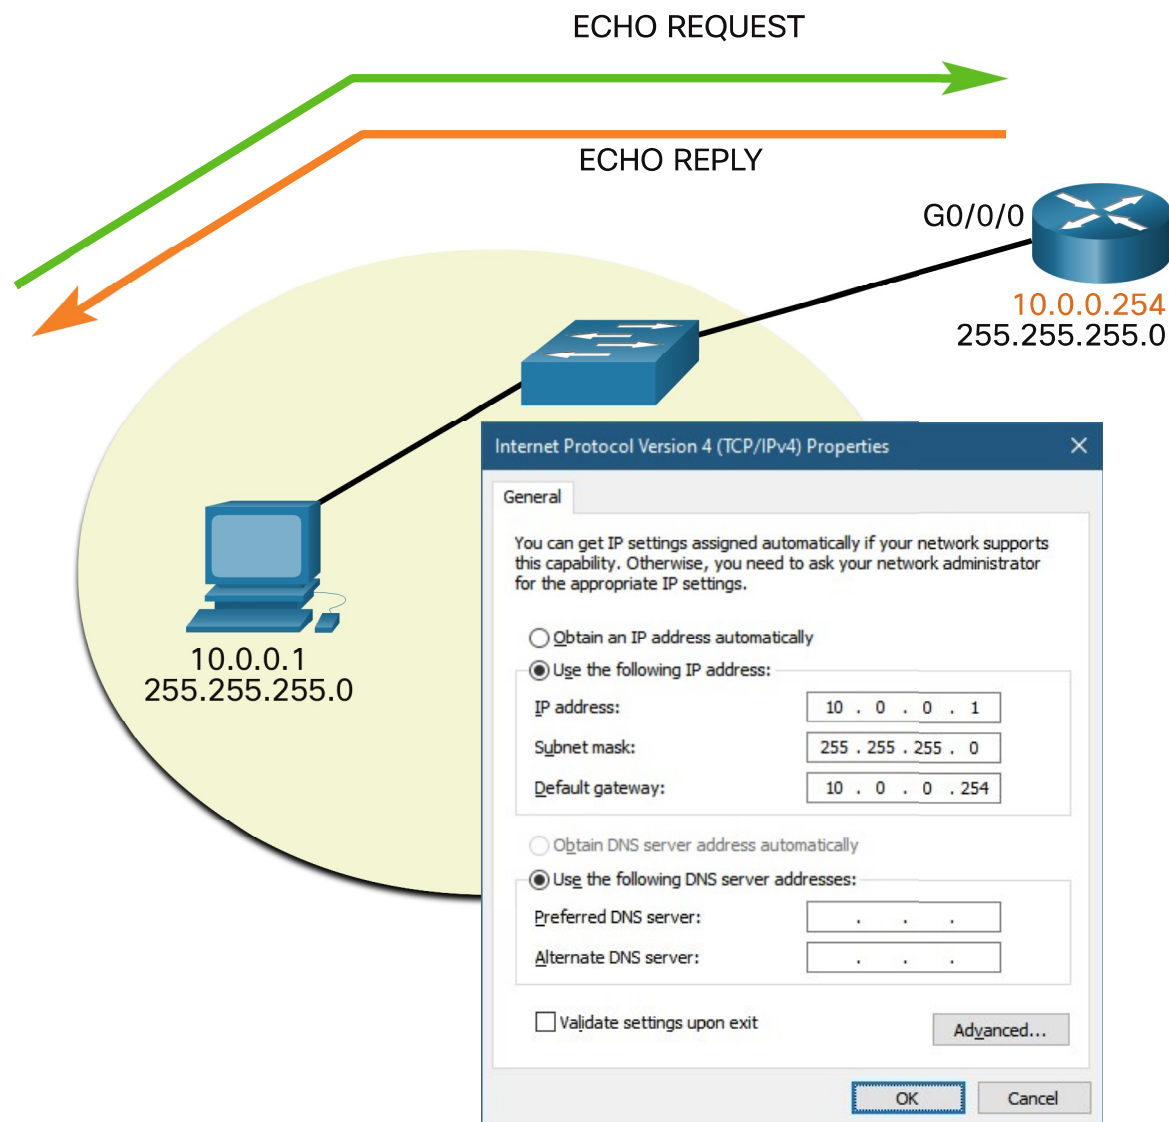 ECHO REQUEST
ECHO REPLY
G0/0/0
10.0.0.254
255.255.255.0
10.0.0.1
255.255.255.0
Internet Protocol Version 4 (TCP/IPv4) Properties
General
You can get IP settings assigned automatically if your network supports
this capability. Otherwise, you need to ask your network administrator
for the appropriate IP settings.
Obtain an IP address automatically
Use the following IP address:
IP address: 10 . 0 . 0 . 1
Subnet mask: 255 . 255 . 255 . 0
Default gateway: 10 . 0 . 0 . 254
Obtain DNS server address automatically
Use the following DNS server addresses:
Preferred DNS server: . . .
Alternate DNS server: . . .
Validate settings upon exit
Advanced...
OK Cancel